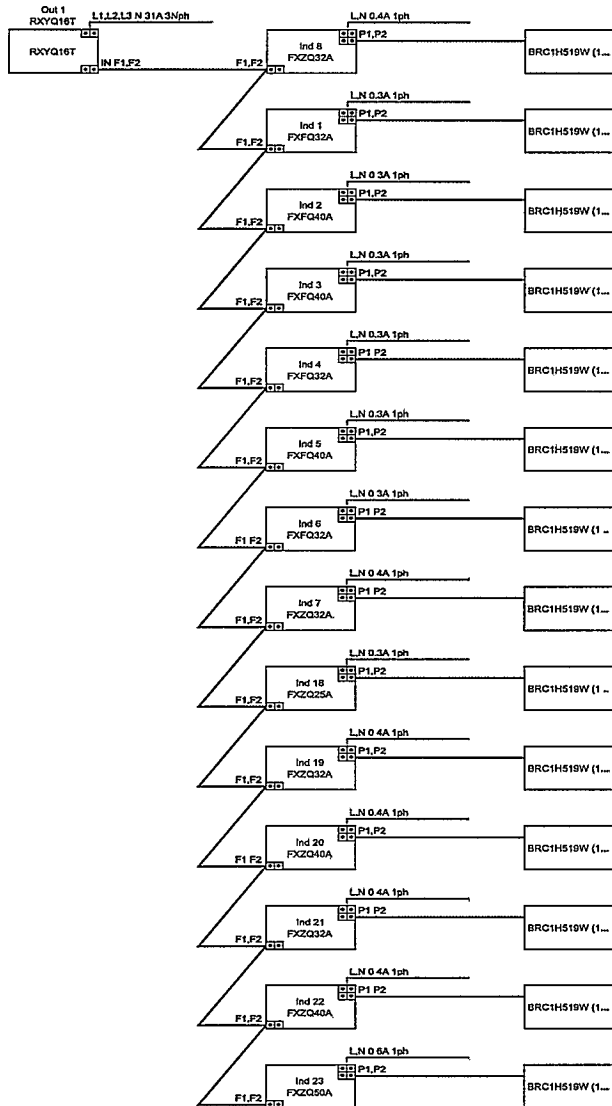 Out 1
RXYQ16T
L1,L2,L3 N 31A 3Nph
RXYQ16T
IN F1,F2
F1,F2
Ind 8
FXZQ32A
L,N 0.4A 1ph
P1,P2
BRC1H519W (1...
F1,F2
Ind 1
FXFQ32A
L,N 0.3A 1ph
P1,P2
BRC1H519W (1...
F1,F2
Ind 2
FXFQ40A
L,N 0 3A 1ph
P1,P2
BRC1H519W (1...
F1,F2
Ind 3
FXFQ40A
L,N 0.3A 1ph
P1,P2
BRC1H519W (1...
F1,F2
Ind 4
FXFQ32A
L,N 0.3A 1ph
P1 P2
BRC1H519W (1...
F1,F2
Ind 5
FXFQ40A
L,N 0.3A 1ph
P1,P2
BRC1H519W (1...
F1 F2
Ind 6
FXFQ32A
L,N 0 3A 1ph
P1 P2
BRC1H519W (1...
F1,F2
Ind 7
FXZQ32A.
L,N 0 4A 1ph
P1 P2
BRC1H519W (1...
F1,F2
Ind 18
FXZQ25A
L,N 0.3A 1ph
P1,P2
BRC1H519W (1 ..
F1,F2
Ind 19
FXZQ32A
L,N 0 4A 1ph
P1,P2
BRC1H519W (1...
F1 F2
Ind 20
FXZQ40A
L,N 0.4A 1ph
P1,P2
BRC1H519W (1...
F1,F2
Ind 21
FXZQ32A
L,N 0 4A 1ph
P1 P2
BRC1H519W (1...
F1,F2
Ind 22
FXZQ40A
L,N 0 4A 1ph
P1 P2
BRC1H519W (1...
F1,F2
Ind 23
FXZQ50A
L,N 0 6A 1ph
P1,P2
BRC1H519W (1...